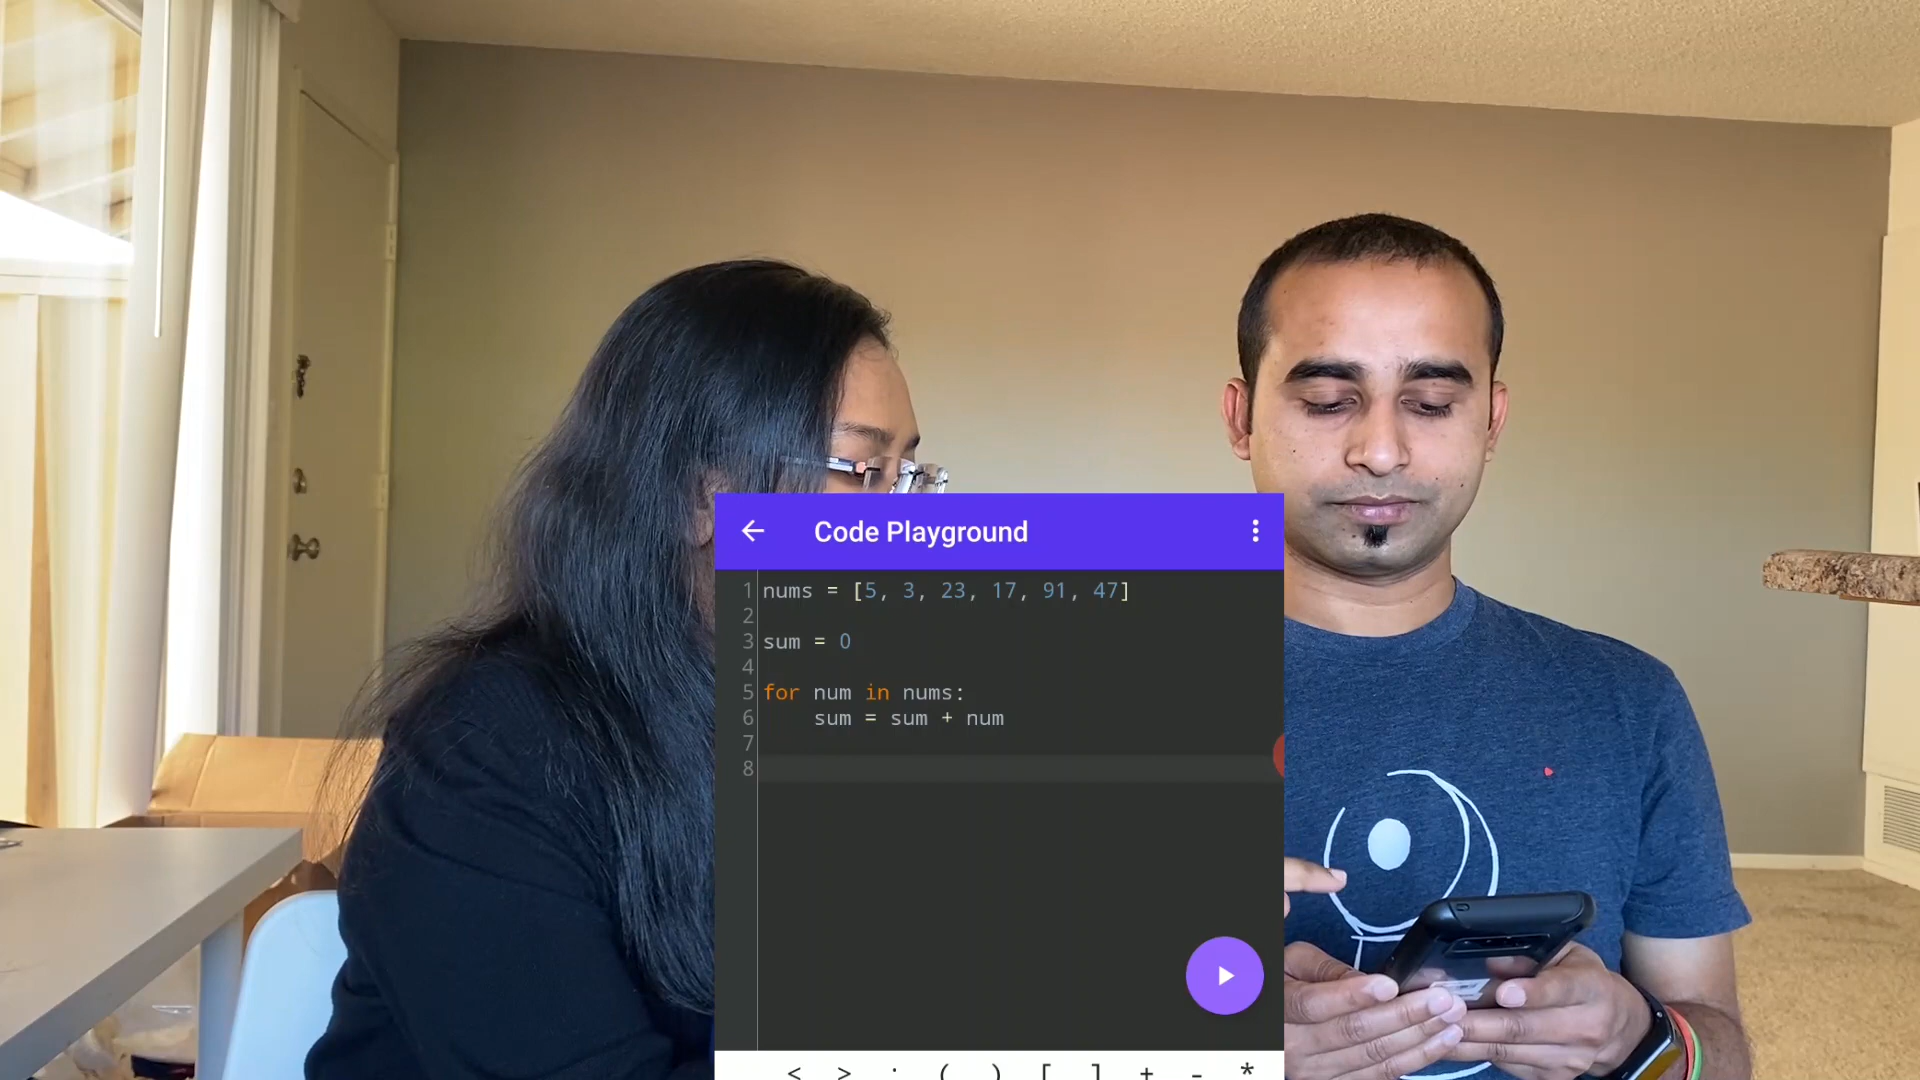 Code Playground
1 nums = [5, 3, 23, 17, 91, 47]
2
3 sum = 0
4
5 for num in nums:
6     sum = sum + num
7
8
< > : ( ) [ ] + - *